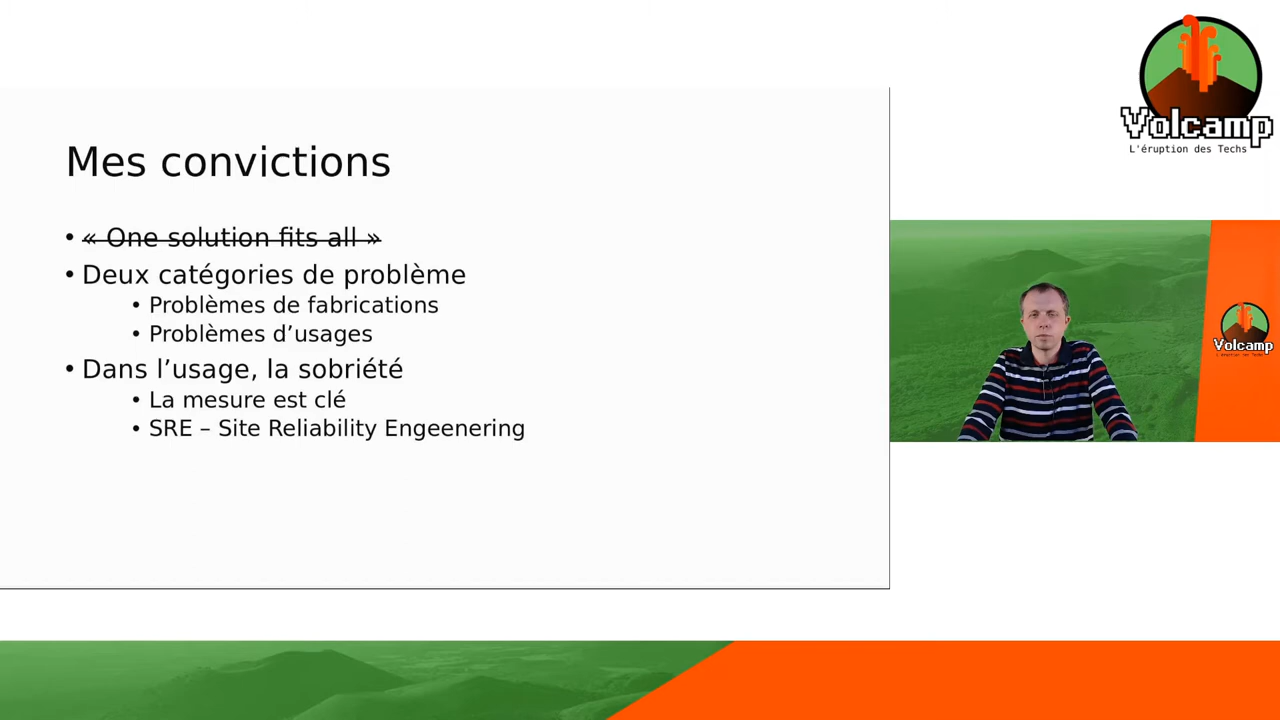 Volcamp
L'éruption des Techs
Mes convictions
• « One solution fits all »
• Deux catégories de problème
• Problèmes de fabrications
• Problèmes d’usages
• Dans l’usage, la sobriété
• La mesure est clé
• SRE – Site Reliability Engeenering
Volcamp